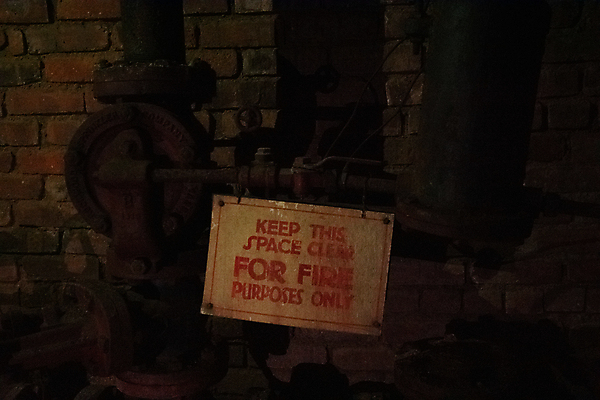 KEEP THIS
SPACE CLEAR
FOR FIRE
PURPOSES ONLY